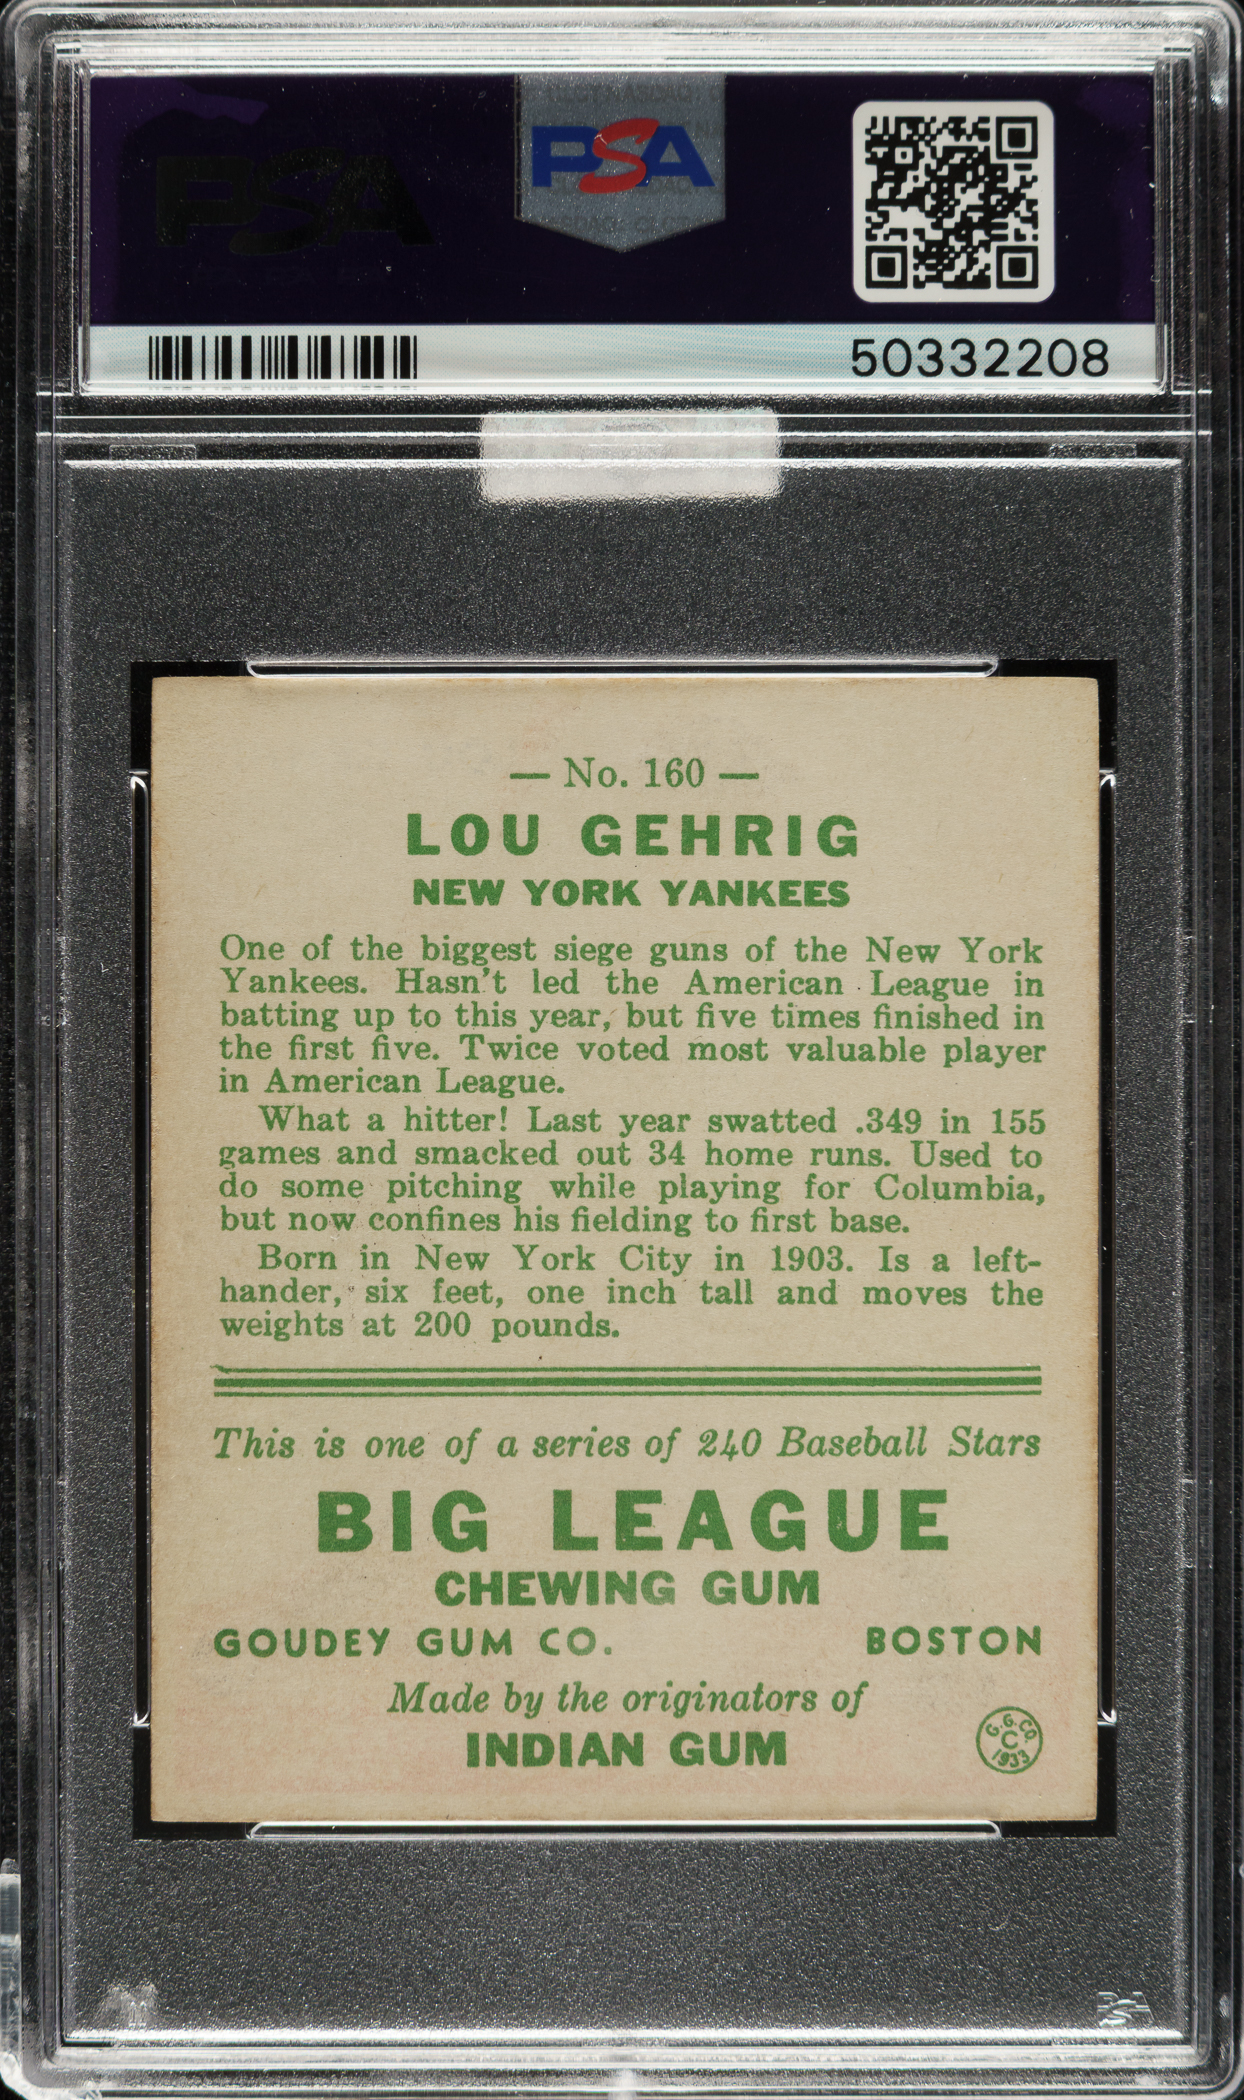 PSA
PSA
50332208
— No. 160 —
LOU GEHRIG
NEW YORK YANKEES
One of the biggest siege guns of the New York
Yankees. Hasn't led the American League in
batting up to this year, but five times finished in
the first five. Twice voted most valuable player
in American League.
What a hitter! Last year swatted .349 in 155
games and smacked out 34 home runs. Used to
do some pitching while playing for Columbia,
but now confines his fielding to first base.
Born in New York City in 1903. Is a left-
hander, six feet, one inch tall and moves the
weights at 200 pounds.
This is one of a series of 240 Baseball Stars
BIG LEAGUE
CHEWING GUM
GOUDEY GUM CO. BOSTON
Made by the originators of
INDIAN GUM
G.G.CO.
C
1933
PSA